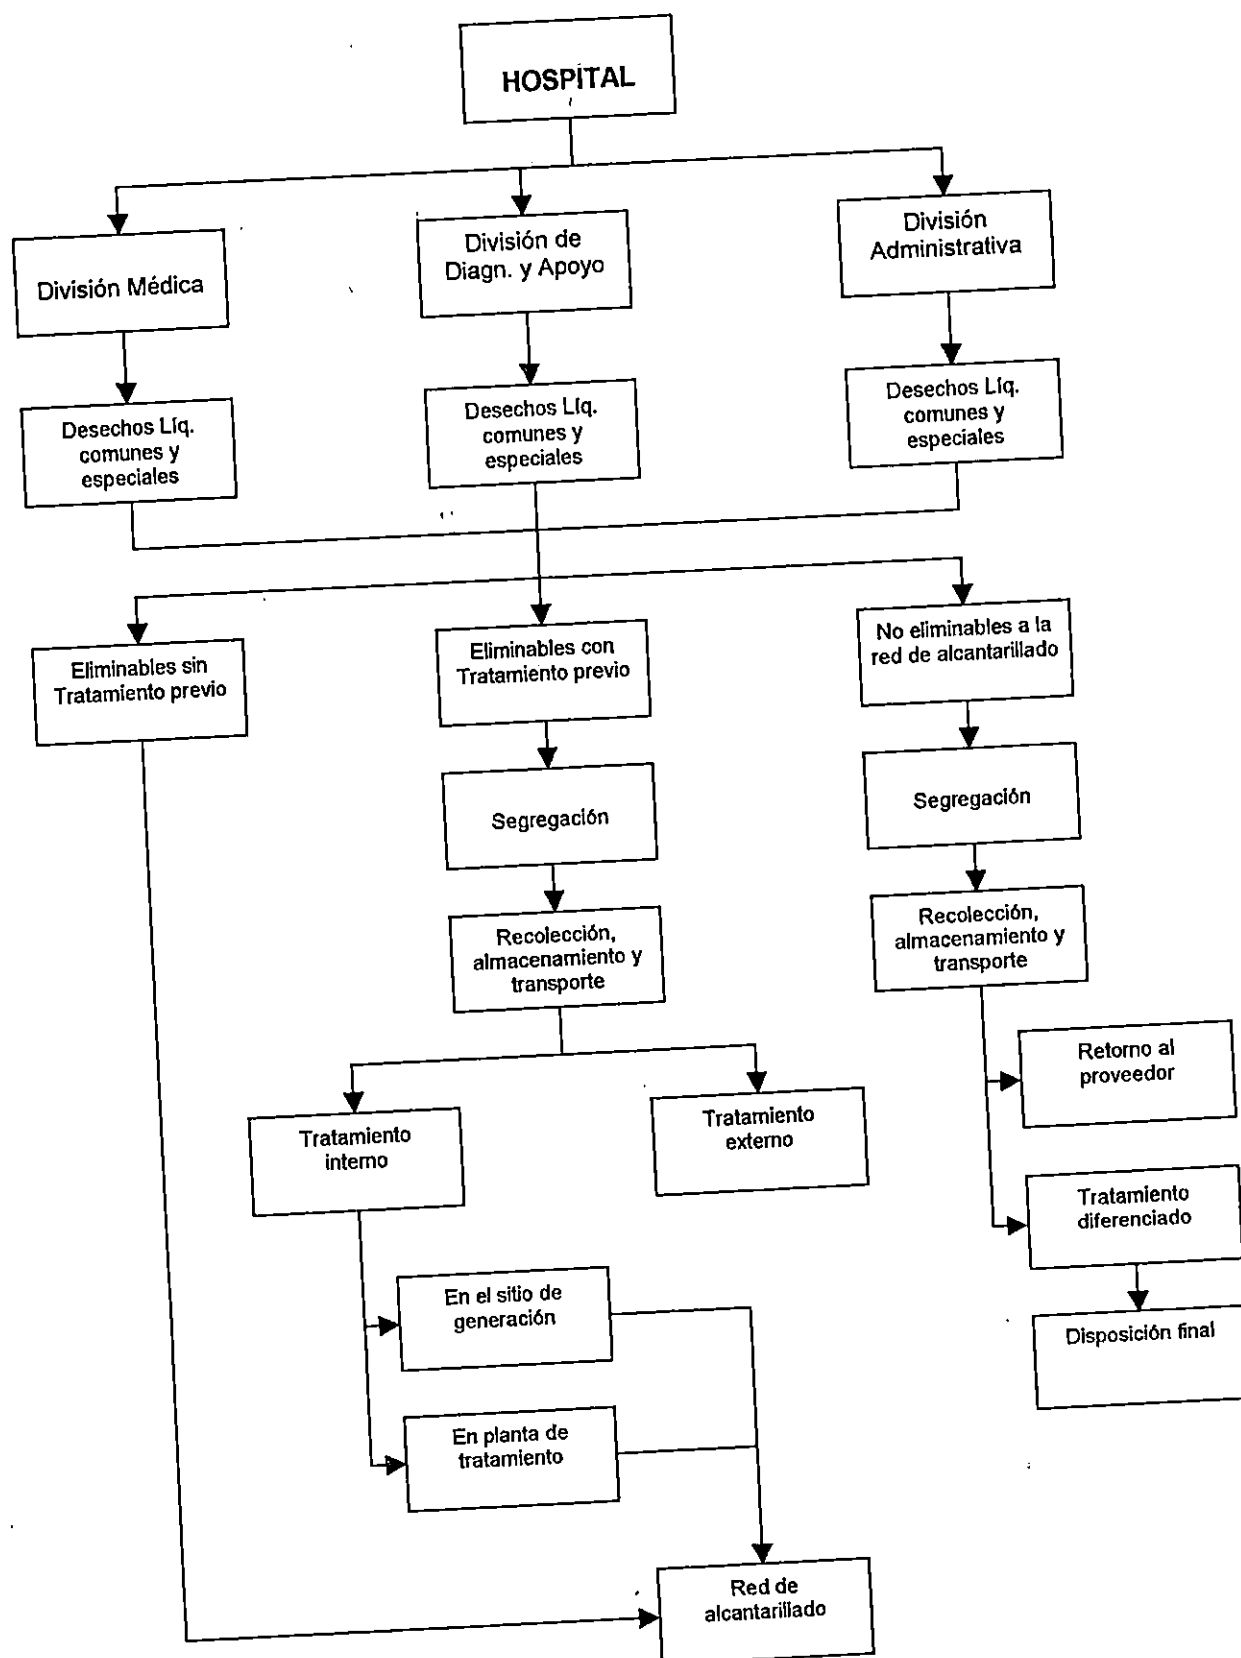 HOSPITAL
División Médica
División de
Diagn. y Apoyo
División
Administrativa
Desechos Líq.
comunes y
especiales
Desechos Líq.
comunes y
especiales
Desechos Líq.
comunes y
especiales
Eliminables sin
Tratamiento previo
Eliminables con
Tratamiento previo
No eliminables a la
red de alcantarillado
Segregación
Segregación
Recolección,
almacenamiento y
transporte
Recolección,
almacenamiento y
transporte
Tratamiento
interno
Tratamiento
externo
Retorno al
proveedor
Tratamiento
diferenciado
En el sitio de
generación
Disposición final
En planta de
tratamiento
Red de
alcantarillado